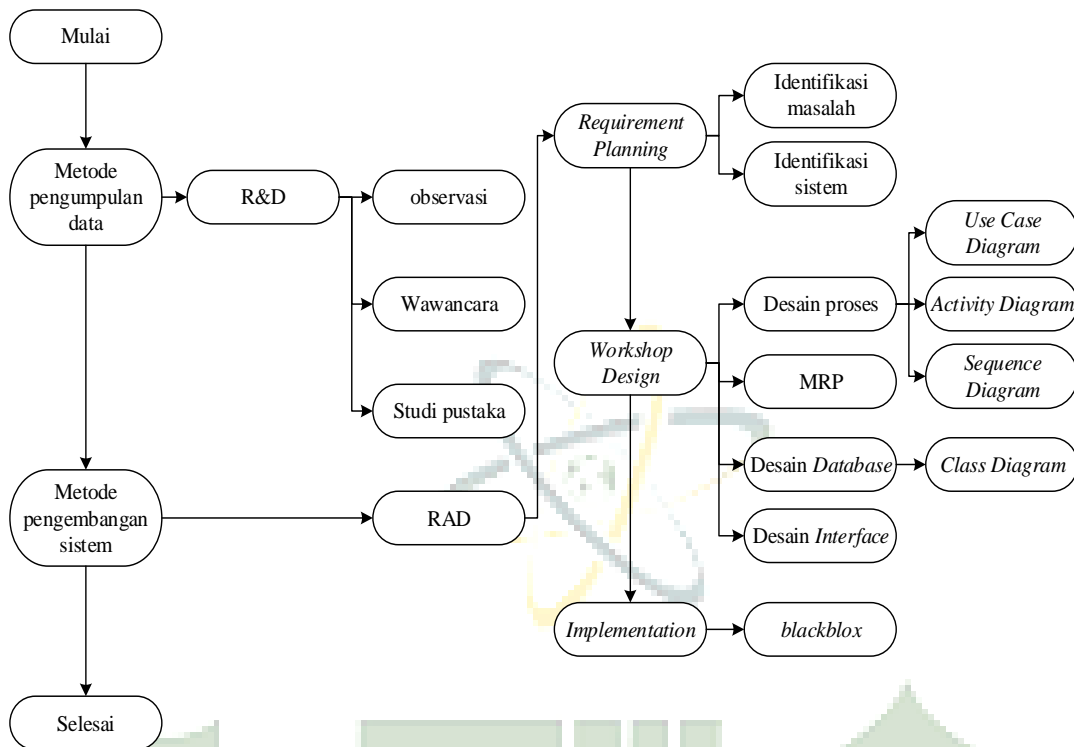 Mulai
Metode
pengumpulan
data
R&D
observasi
Wawancara
Studi pustaka
Metode
pengembangan
sistem
RAD
Requirement
Planning
Identifikasi
masalah
Identifikasi
sistem
Workshop
Design
Desain proses
Use Case
Diagram
Activity Diagram
Sequence
Diagram
MRP
Desain Database
Class Diagram
Desain Interface
Implementation
blackblox
Selesai